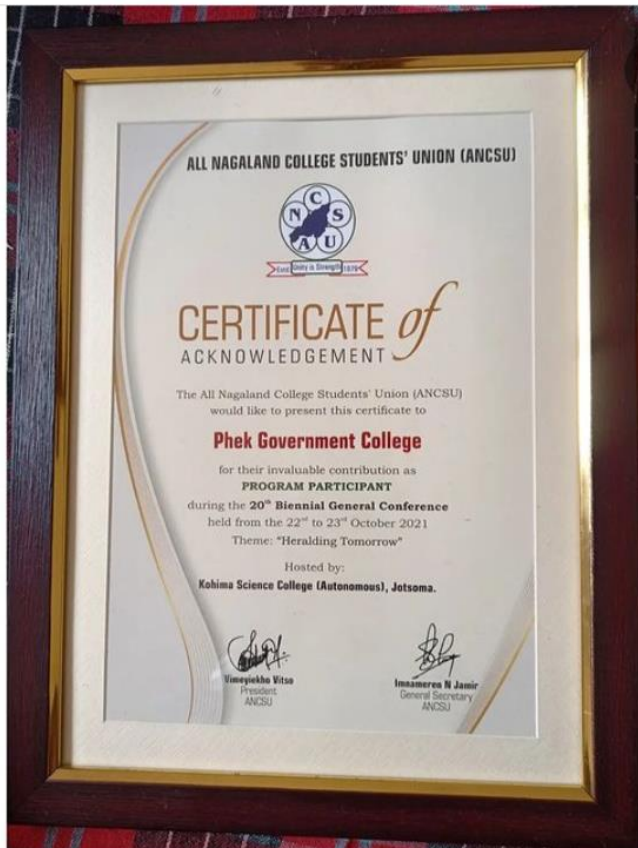 ALL NAGALAND COLLEGE STUDENTS' UNION (ANCSU)
N C S A U
Estd. Unity is Strength 1979
CERTIFICATE of
ACKNOWLEDGEMENT
The All Nagaland College Students' Union (ANCSU)
would like to present this certificate to
Phek Government College
for their invaluable contribution as
PROGRAM PARTICIPANT
during the 20th Biennial General Conference
held from the 22nd to 23rd October 2021
Theme: "Heralding Tomorrow"
Hosted by:
Kohima Science College (Autonomous), Jotsoma.
Vimeyiekho Vitso
President
ANCSU
Imnameren N Jamir
General Secretary
ANCSU